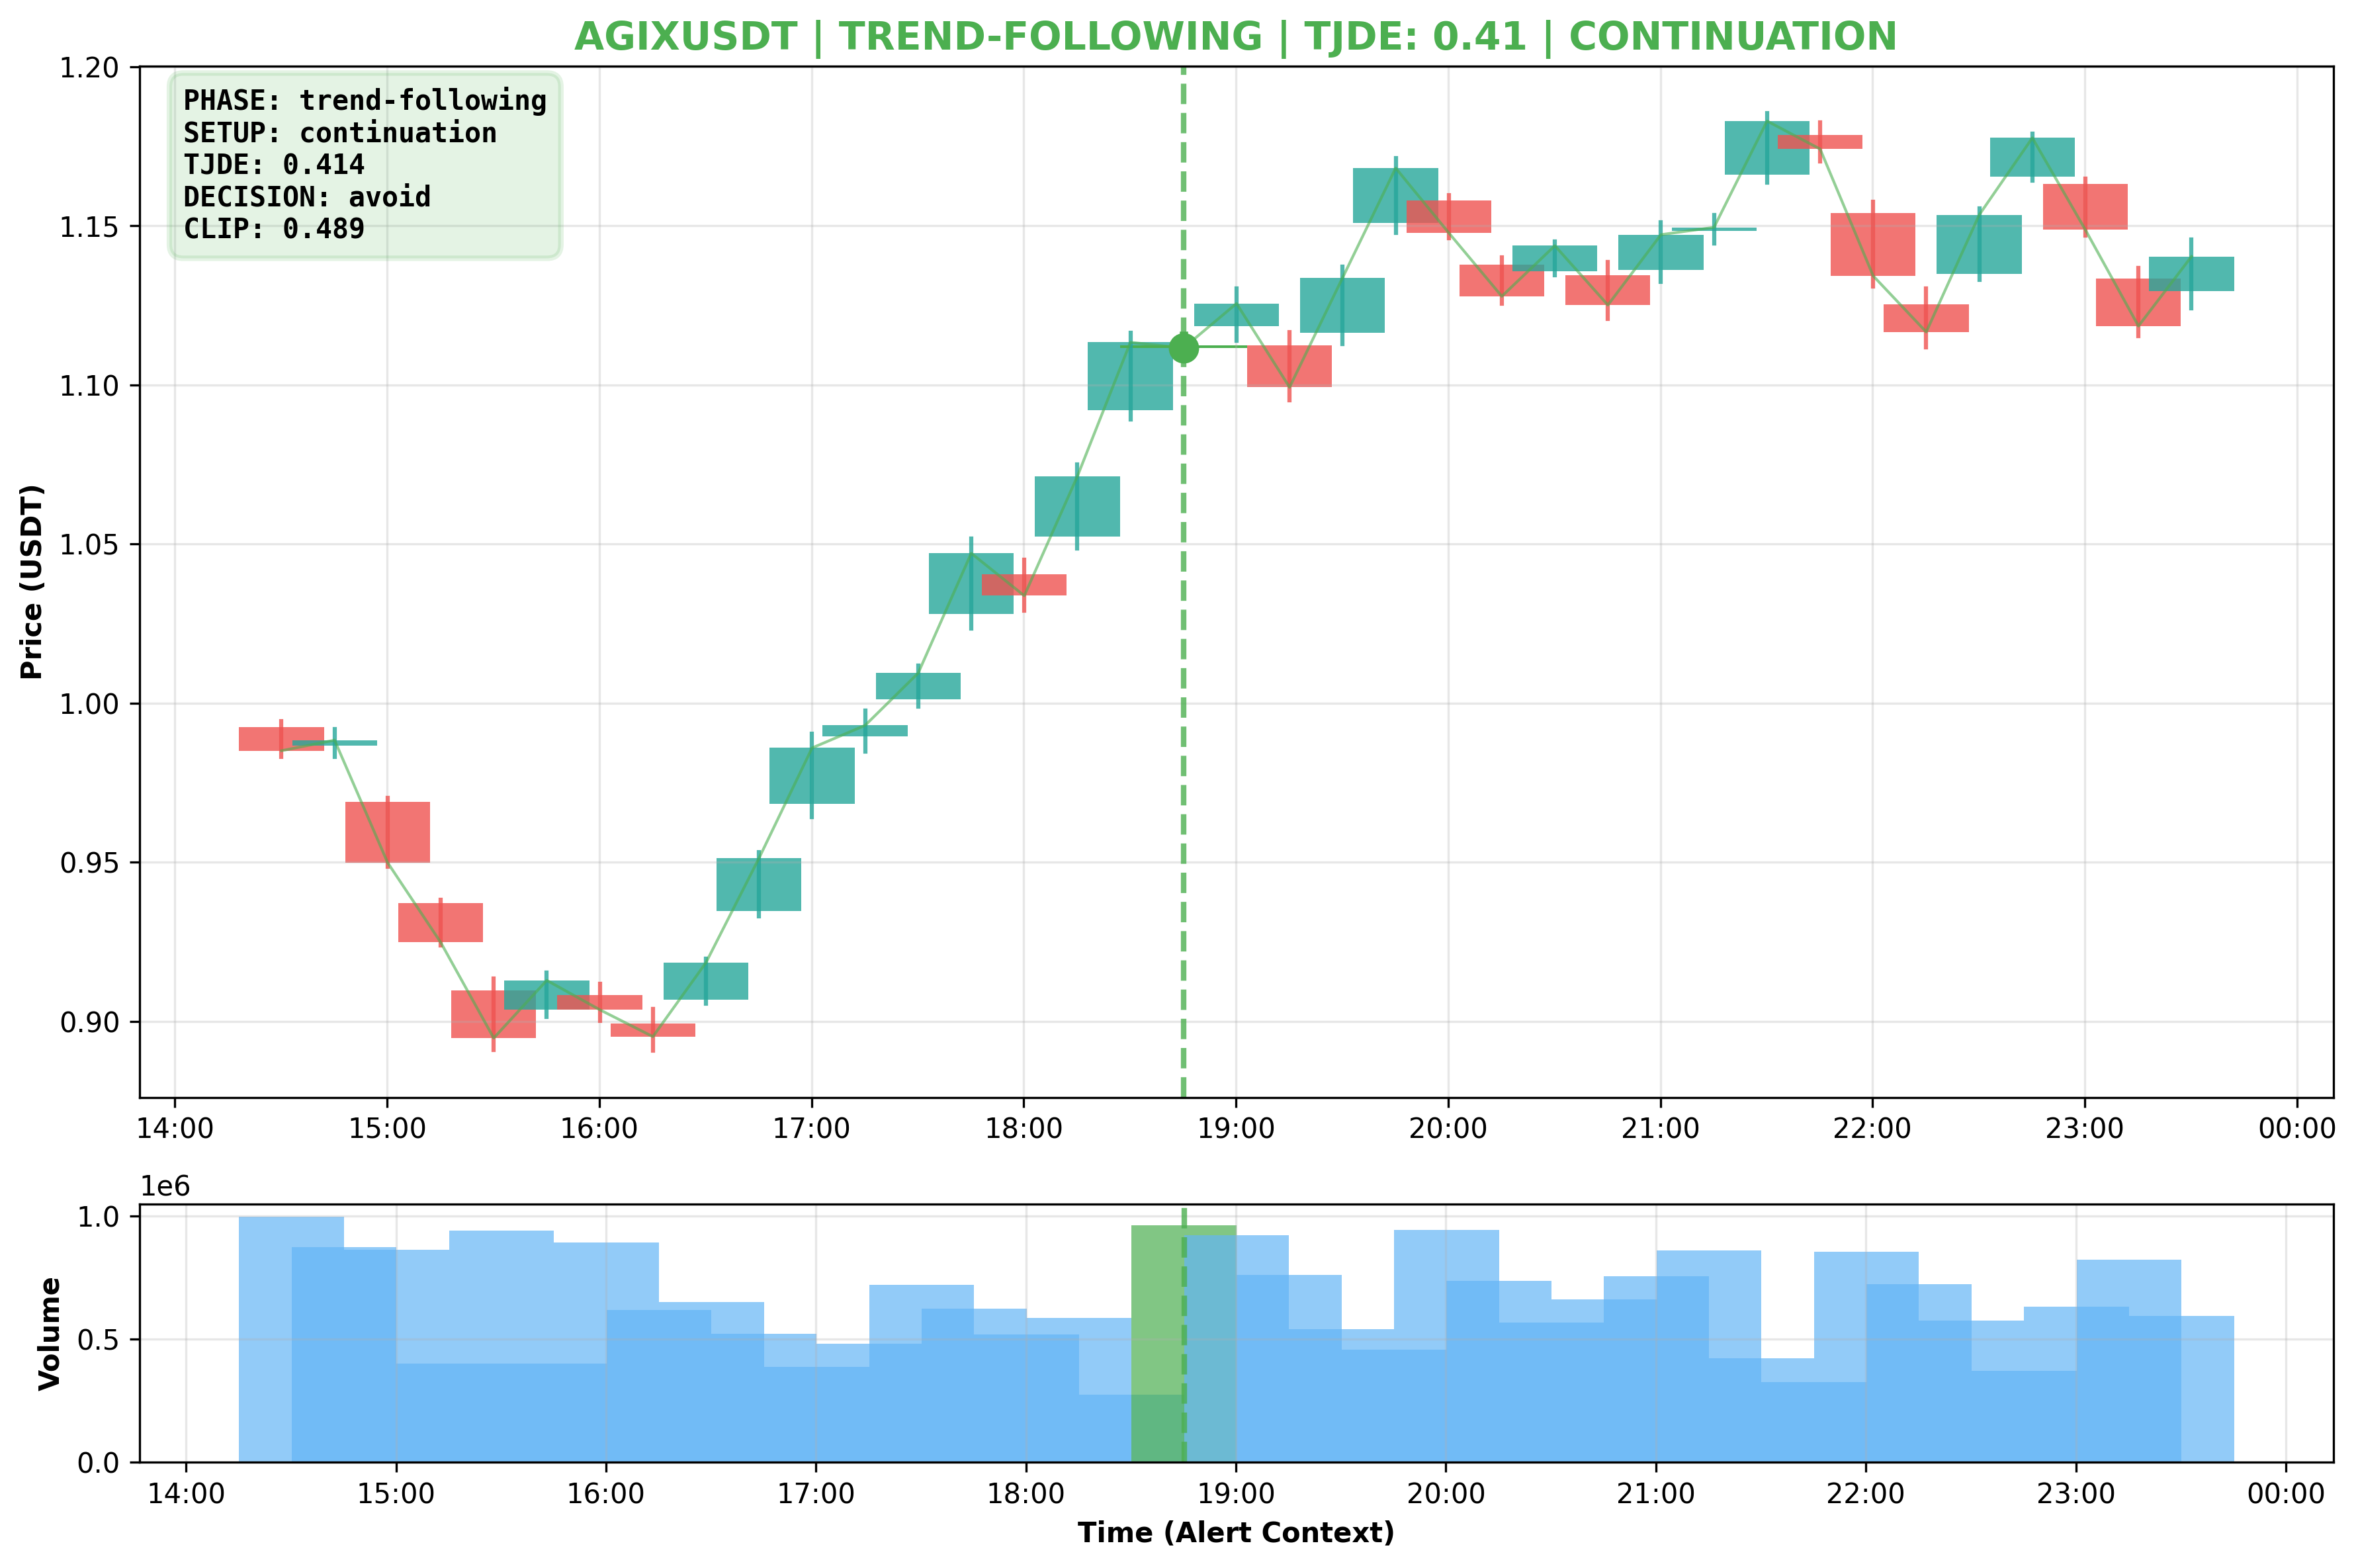 AGIXUSDT | TREND-FOLLOWING | TJDE: 0.41 | CONTINUATION
PHASE: trend-following
SETUP: continuation
TJDE: 0.414
DECISION: avoid
CLIP: 0.489
Price (USDT)
1.20
1.15
1.10
1.05
1.00
0.95
0.90
14:00 15:00 16:00 17:00 18:00 19:00 20:00 21:00 22:00 23:00 00:00
1e6
Volume
1.0
0.5
0.0
14:00 15:00 16:00 17:00 18:00 19:00 20:00 21:00 22:00 23:00 00:00
Time (Alert Context)